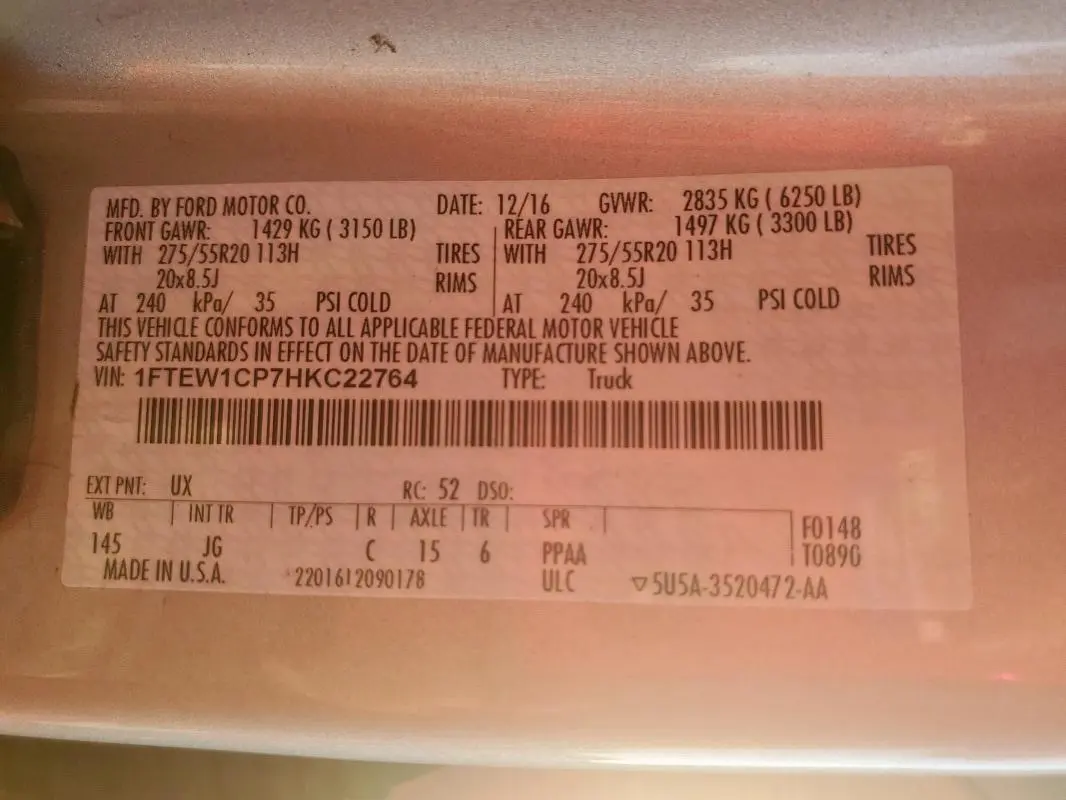 MFD. BY FORD MOTOR CO. DATE: 12/16 GVWR: 2835 KG ( 6250 LB)
FRONT GAWR: 1429 KG ( 3150 LB) REAR GAWR: 1497 KG ( 3300 LB)
WITH 275/55R20 113H TIRES WITH 275/55R20 113H TIRES
20x8.5J RIMS 20x8.5J RIMS
AT 240 kPa/ 35 PSI COLD AT 240 kPa/ 35 PSI COLD
THIS VEHICLE CONFORMS TO ALL APPLICABLE FEDERAL MOTOR VEHICLE
SAFETY STANDARDS IN EFFECT ON THE DATE OF MANUFACTURE SHOWN ABOVE.
VIN: 1FTEW1CP7HKC22764 TYPE: Truck
EXT PNT: UX RC: 52 DSO:
WB INT TR TP/PS R AXLE TR SPR F0148
145 JG C 15 6 PPAA T0890
MADE IN U.S.A. 2201612090178 ULC ▽5U5A-3520472-AA